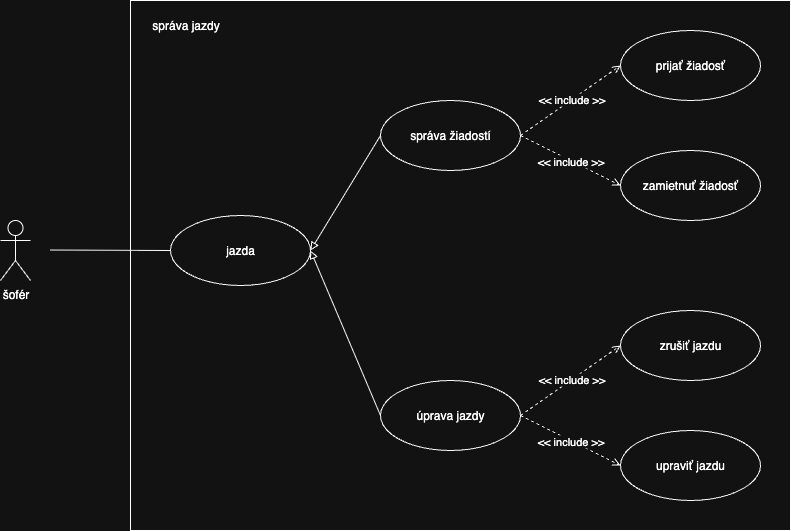 správa jazdy
prijať žiadosť
<< include >>
správa žiadostí
<< include >>
zamietnuť žiadosť
jazda
šofér
zrušiť jazdu
<< include >>
úprava jazdy
<< include >>
upraviť jazdu